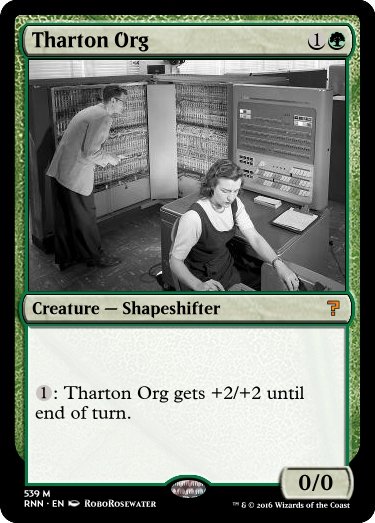 Tharton Org 1
Creature — Shapeshifter ?
1: Tharton Org gets +2/+2 until
end of turn.
0/0
539 M
RNN • EN RoboRosewater
™ & © 2016 Wizards of the Coast